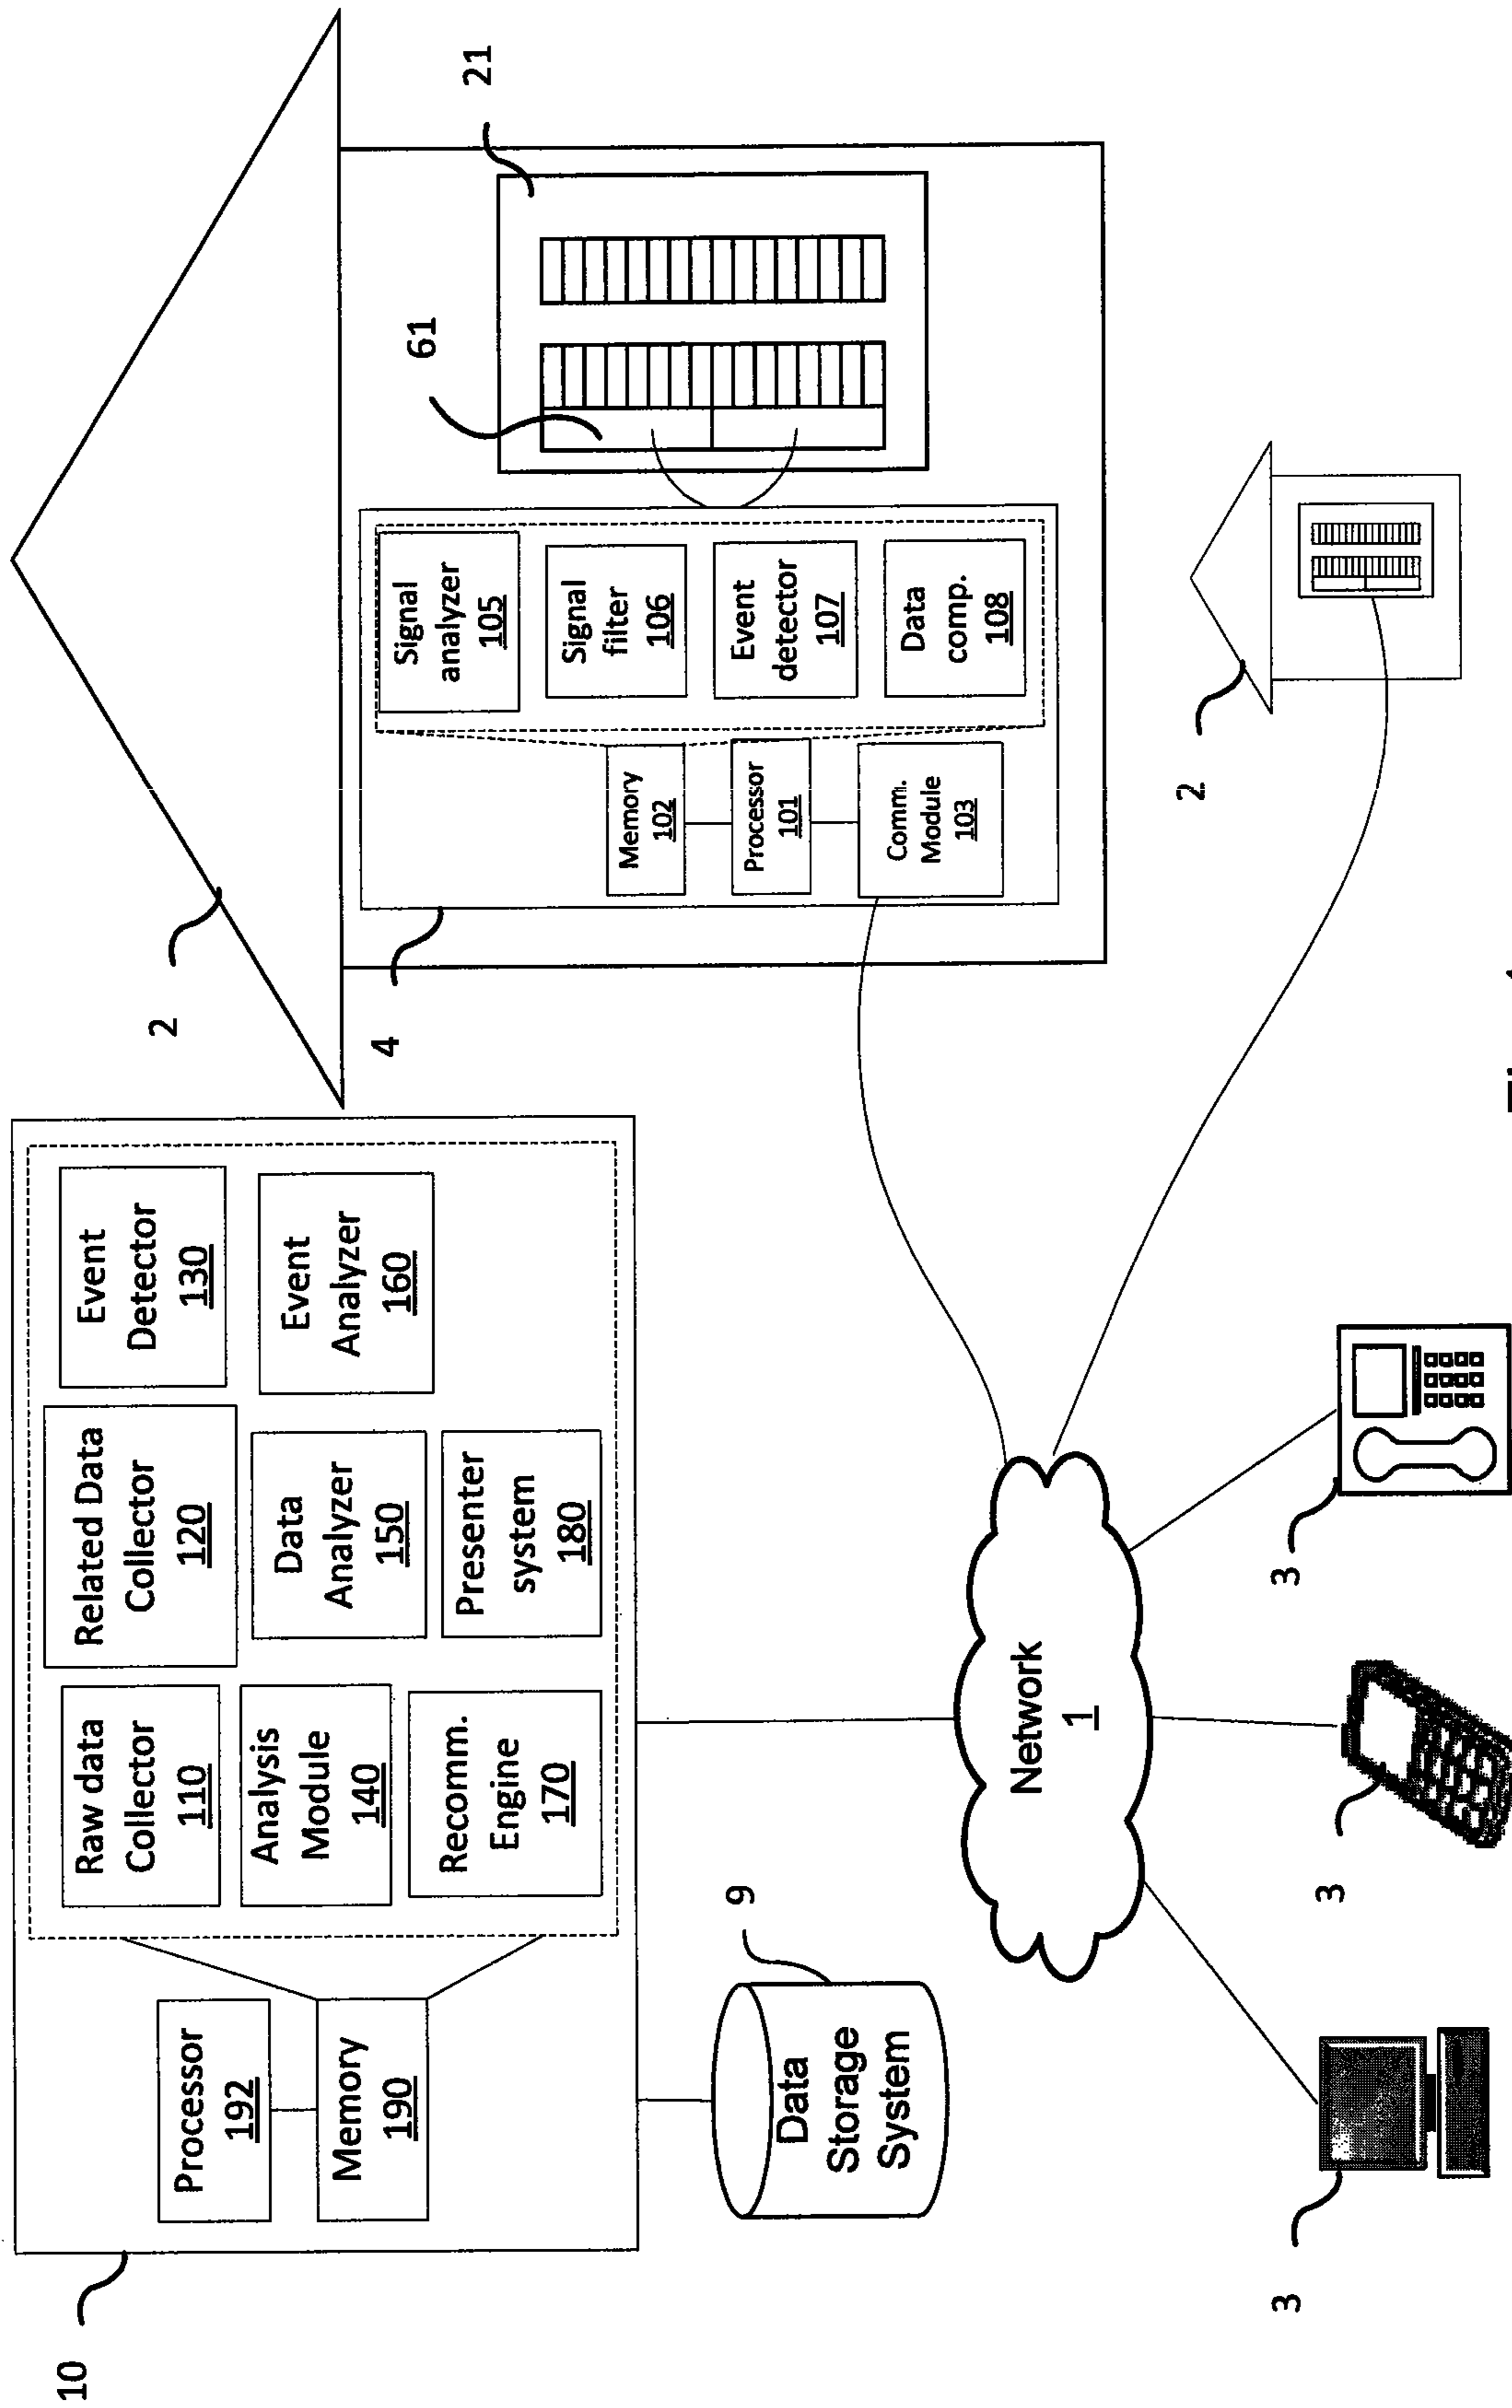 10
Processor
192
Memory
190
Raw data
Collector
110
Related Data
Collector
120
Event
Detector
130
Analysis
Module
140
Data
Analyzer
150
Event
Analyzer
160
Recomm.
Engine
170
Presenter
system
180
2
4
Memory
102
Processor
101
Comm.
Module
103
Signal
analyzer
105
Signal
filter
106
Event
detector
107
Data
comp.
108
61
21
Data
Storage
System
9
Network
1
2
3
3
3